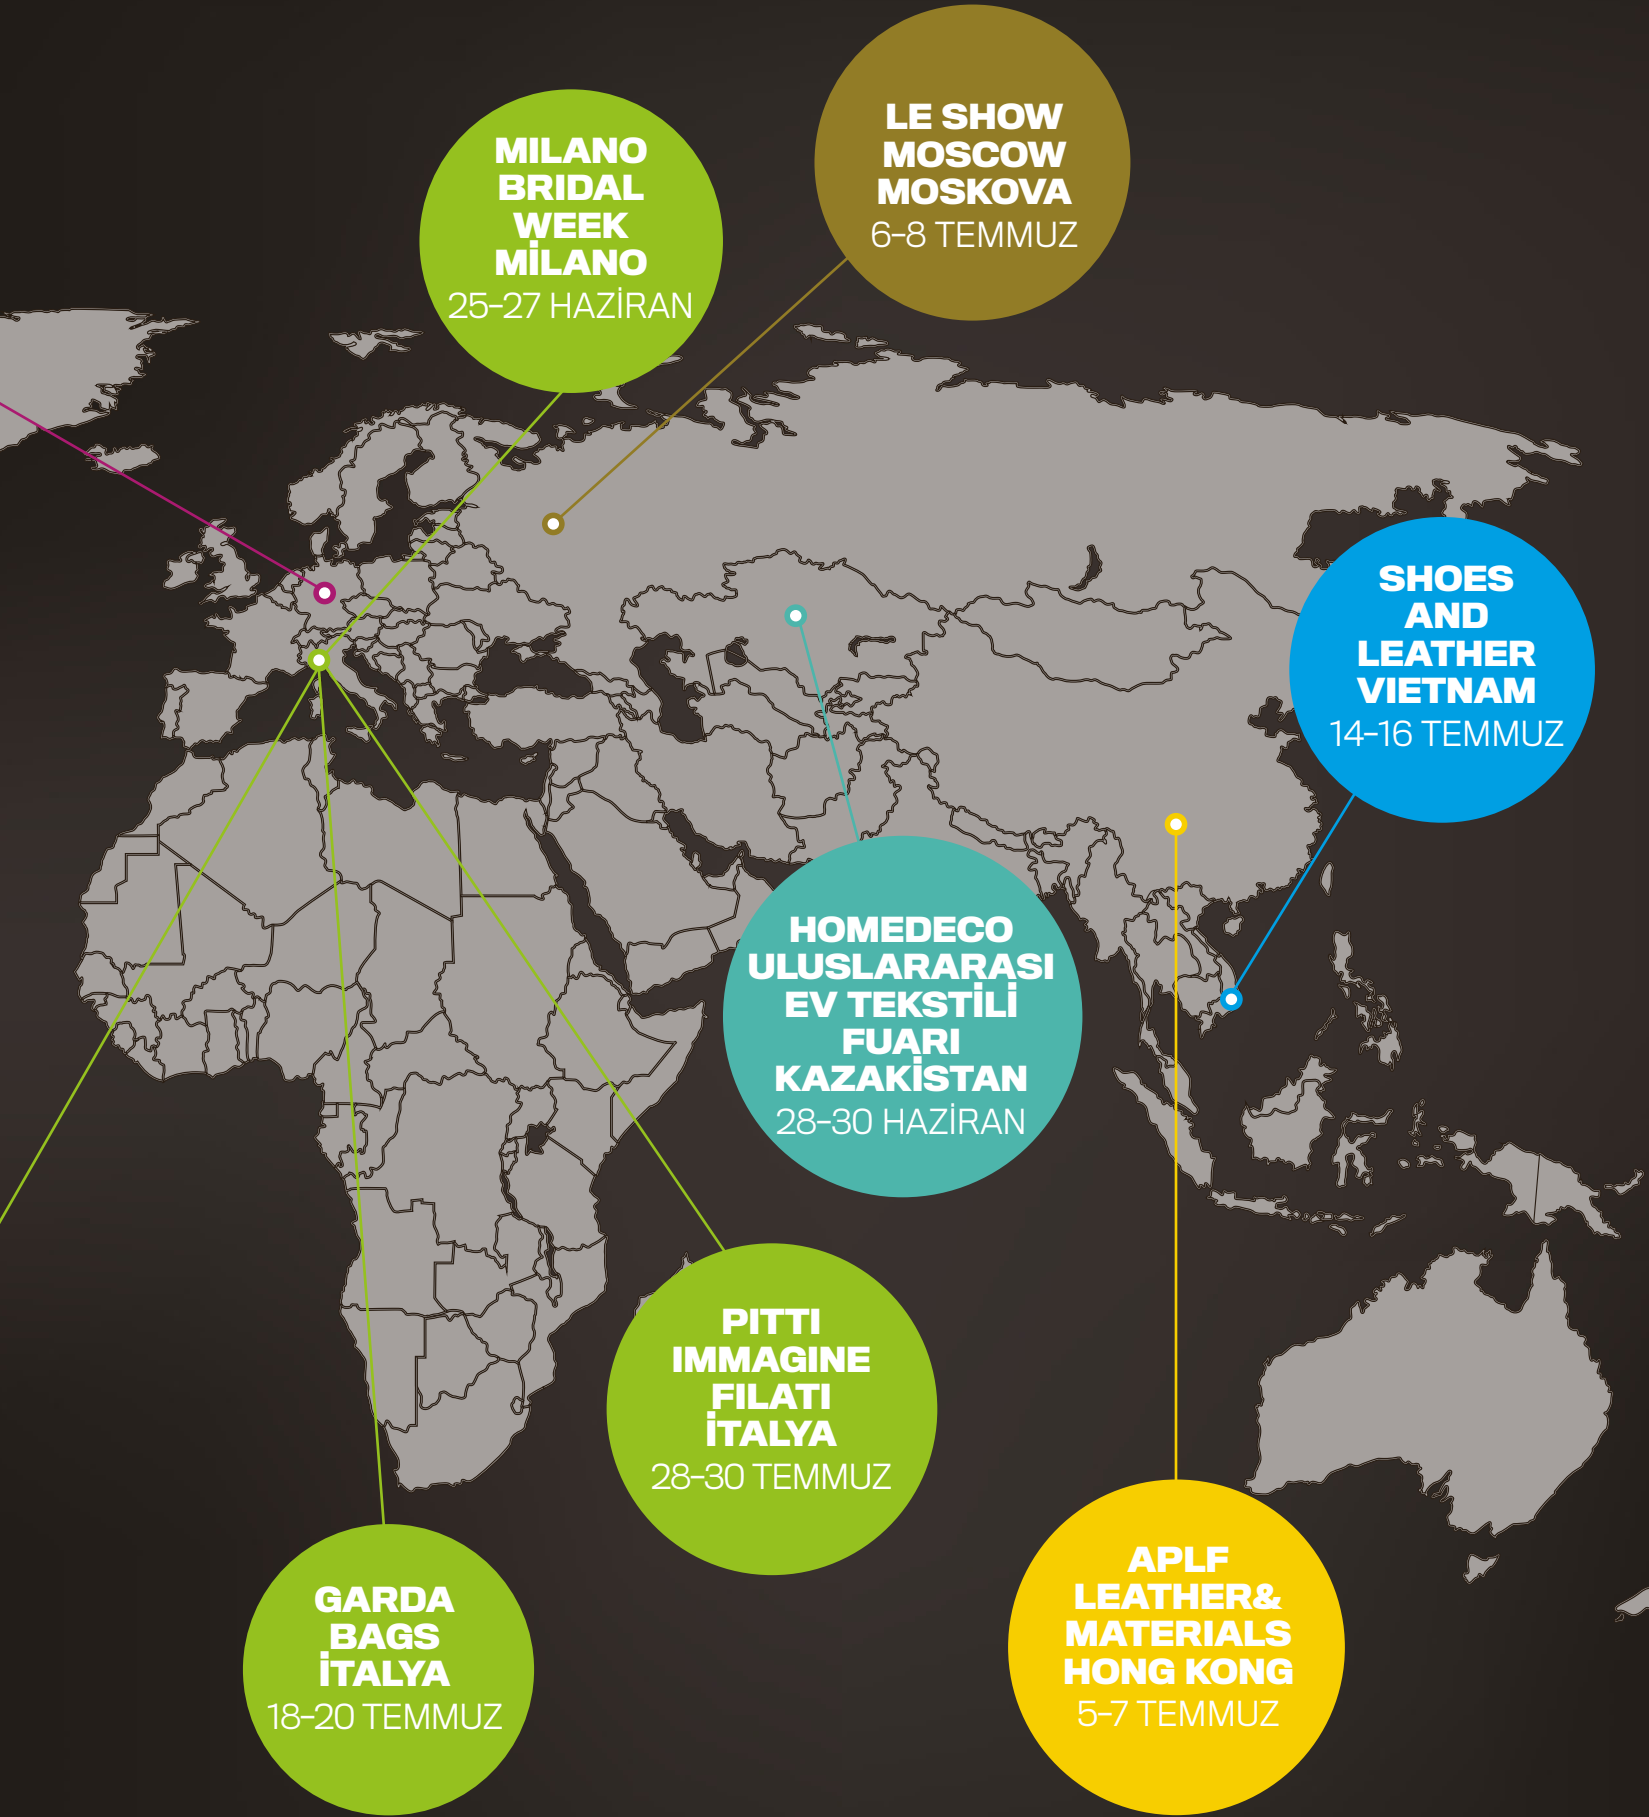 LE SHOW
MOSCOW
MOSKOVA
6-8 TEMMUZ
MILANO
BRIDAL
WEEK
MİLANO
25-27 HAZİRAN
SHOES
AND
LEATHER
VIETNAM
14-16 TEMMUZ
HOMEDECO
ULUSLARARASI
EV TEKSTİLİ
FUARI
KAZAKİSTAN
28-30 HAZİRAN
PITTI
IMMAGINE
FILATI
İTALYA
28-30 TEMMUZ
APLF
LEATHER&
MATERIALS
HONG KONG
5-7 TEMMUZ
GARDA
BAGS
İTALYA
18-20 TEMMUZ